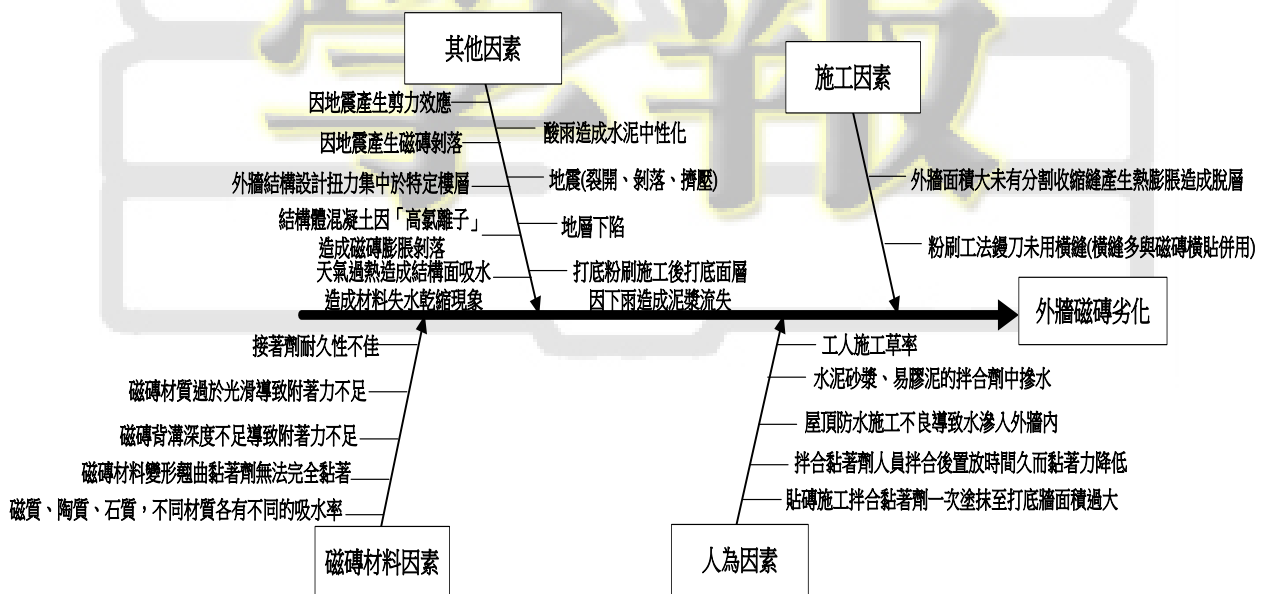 其他因素
因地震產生剪力效應
因地震產生磁磚剝落
外牆結構設計扭力集中於特定樓層
結構體混凝土因「高氯離子」
造成磁磚膨脹剝落
天氣過熱造成結構面吸水
造成材料失水乾縮現象
酸雨造成水泥中性化
地震(裂開、剝落、擠壓)
地層下陷
打底粉刷施工後打底面層
因下雨造成泥漿流失
施工因素
外牆面積大未有分割收縮縫產生熱膨脹造成脫層
粉刷工法鏝刀未用橫縫(橫縫多與磁磚橫貼併用)
外牆磁磚劣化
接著劑耐久性不佳
磁磚材質過於光滑導致附著力不足
磁磚背溝深度不足導致附著力不足
磁磚材料變形翹曲黏著劑無法完全黏著
磁質、陶質、石質，不同材質各有不同的吸水率
磁磚材料因素
工人施工草率
水泥砂漿、易膠泥的拌合劑中摻水
屋頂防水施工不良導致水滲入外牆內
拌合黏著劑人員拌合後置放時間久而黏著力降低
貼磚施工拌合黏著劑一次塗抹至打底牆面積過大
人為因素
學報